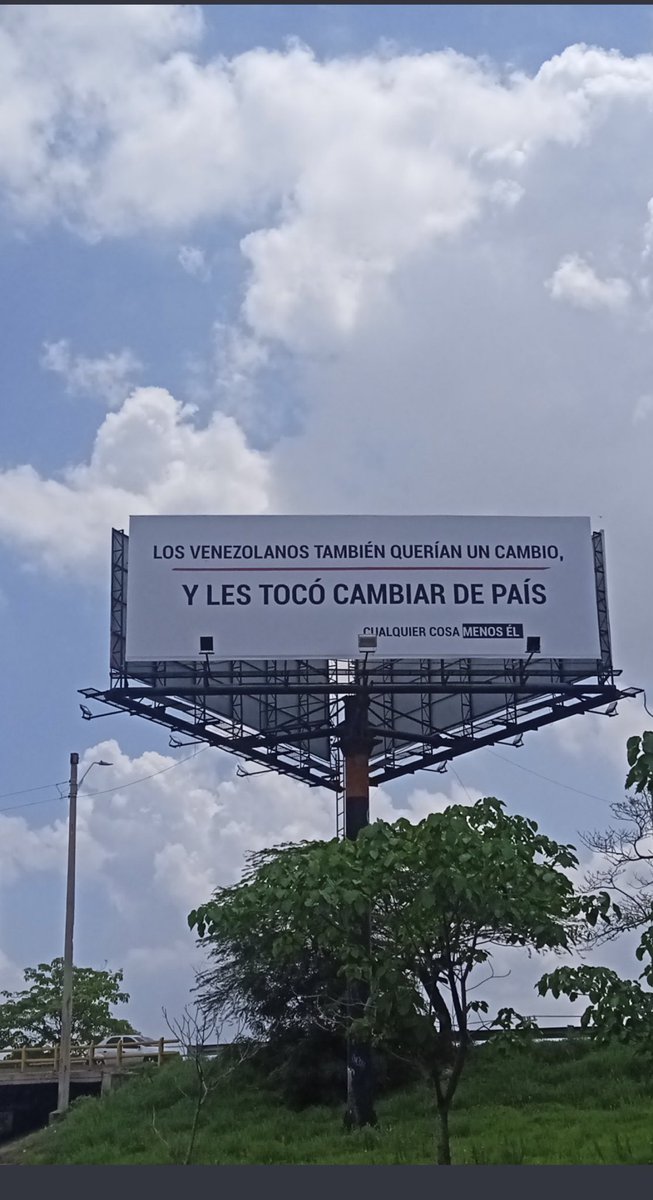 LOS VENEZOLANOS TAMBIÉN QUERÍAN UN CAMBIO,
Y LES TOCÓ CAMBIAR DE PAÍS
CUALQUIER COSA MENOS ÉL